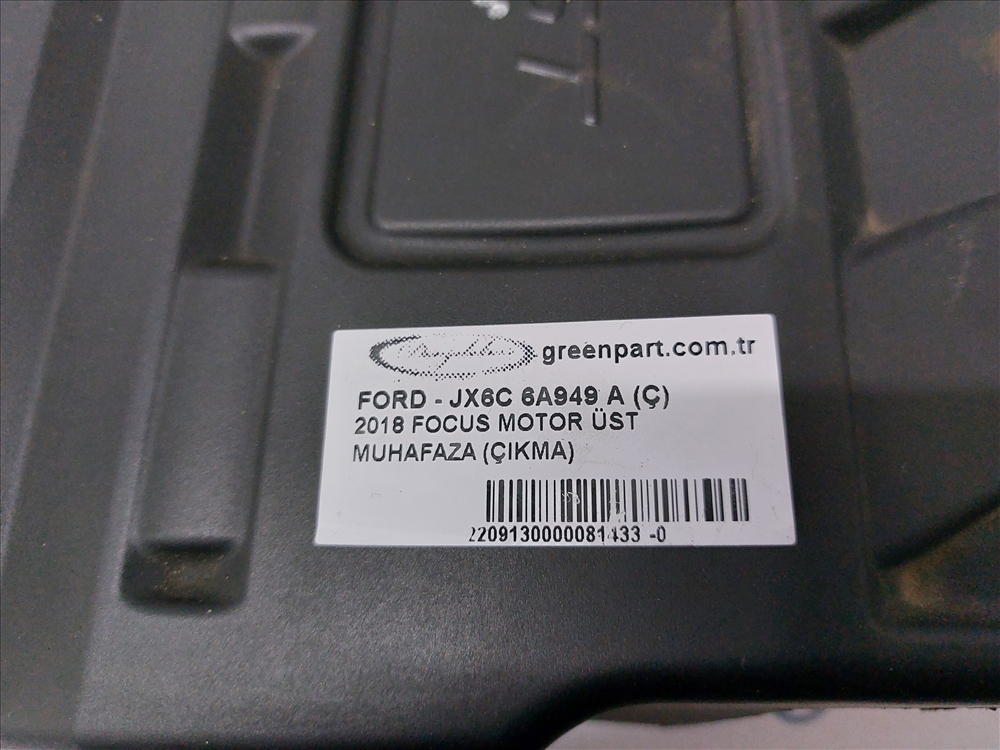 greenpart.com.tr
FORD - JX6C 6A949 A (Ç)
2018 FOCUS MOTOR ÜST
MUHAFAZA (ÇIKMA)
2209130000081433 -0